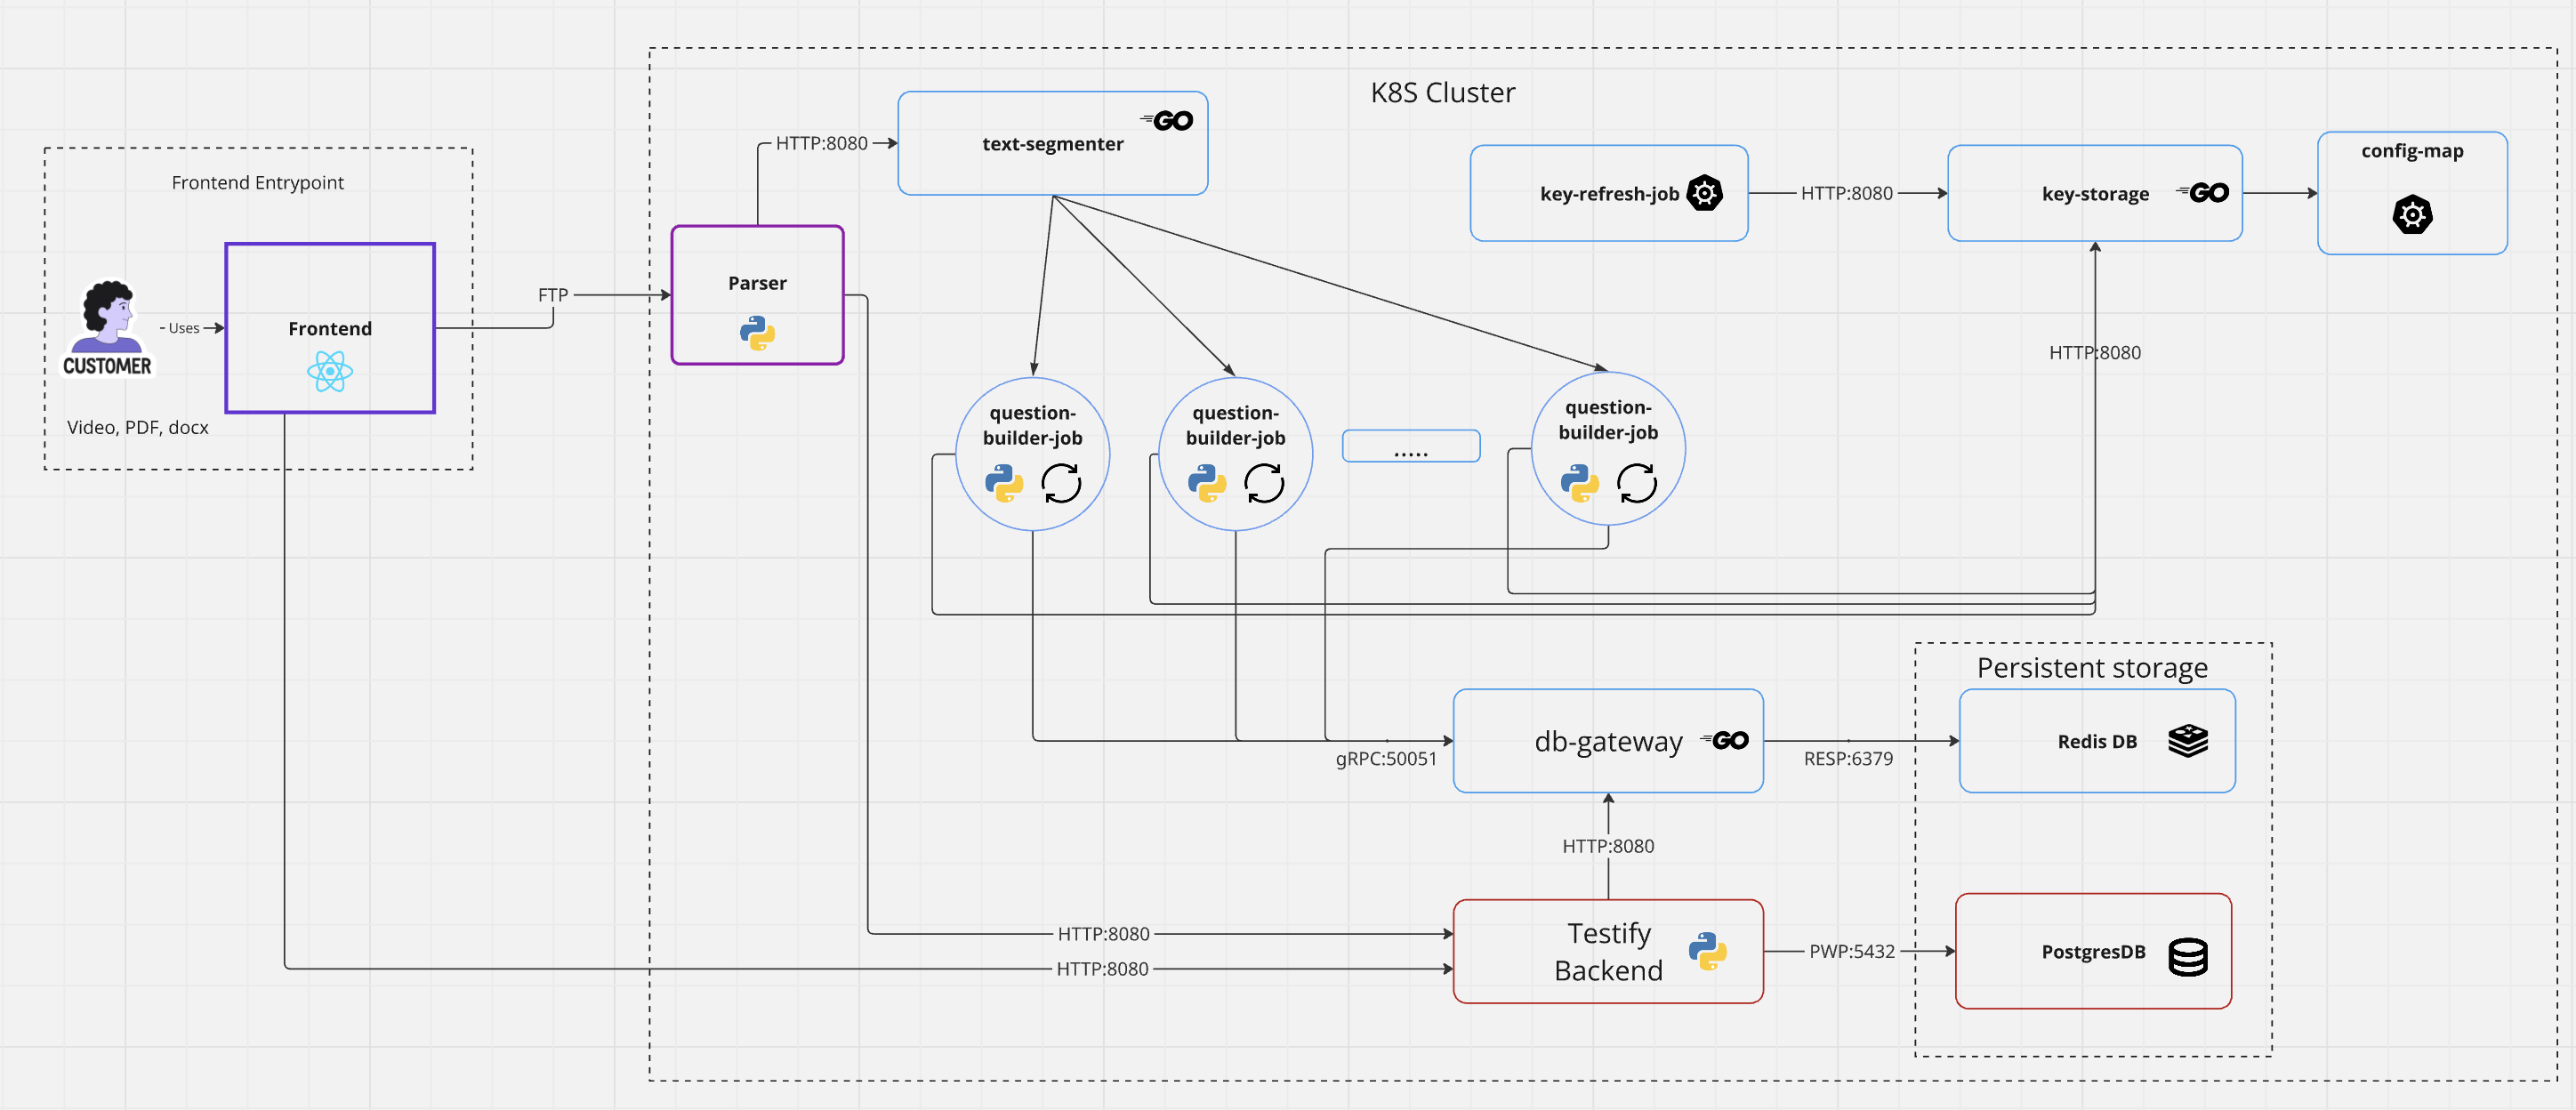 K8S Cluster
Frontend Entrypoint
CUSTOMER
Uses
Frontend
Video, PDF, docx
FTP
Parser
HTTP:8080
text-segmenter
GO
key-refresh-job
HTTP:8080
key-storage
GO
config-map
HTTP:8080
question-
builder-job
question-
builder-job
.....
question-
builder-job
gRPC:50051
db-gateway
GO
RESP:6379
Persistent storage
Redis DB
HTTP:8080
HTTP:8080
HTTP:8080
Testify
Backend
PWP:5432
PostgresDB